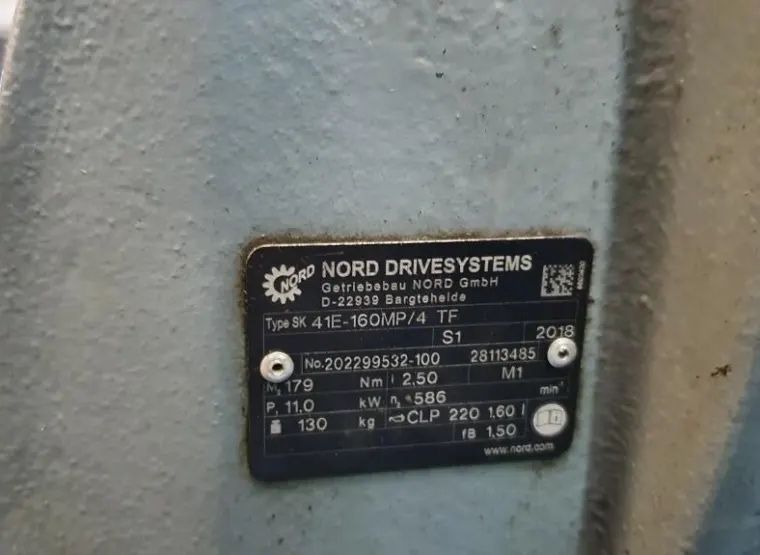 NORD
NORD DRIVESYSTEMS
Getriebebau NORD GmbH
D-22939 Bargteheide
Type SK 41E-160MP/4 TF
S1 2018
No. 202299532-100 28113485
M₂ 179 Nm i 2,50 M1
P₁ 11,0 kW n₂ 586 min⁻¹
130 kg CLP 220 1,60 l
fB 1,50
www.nord.com